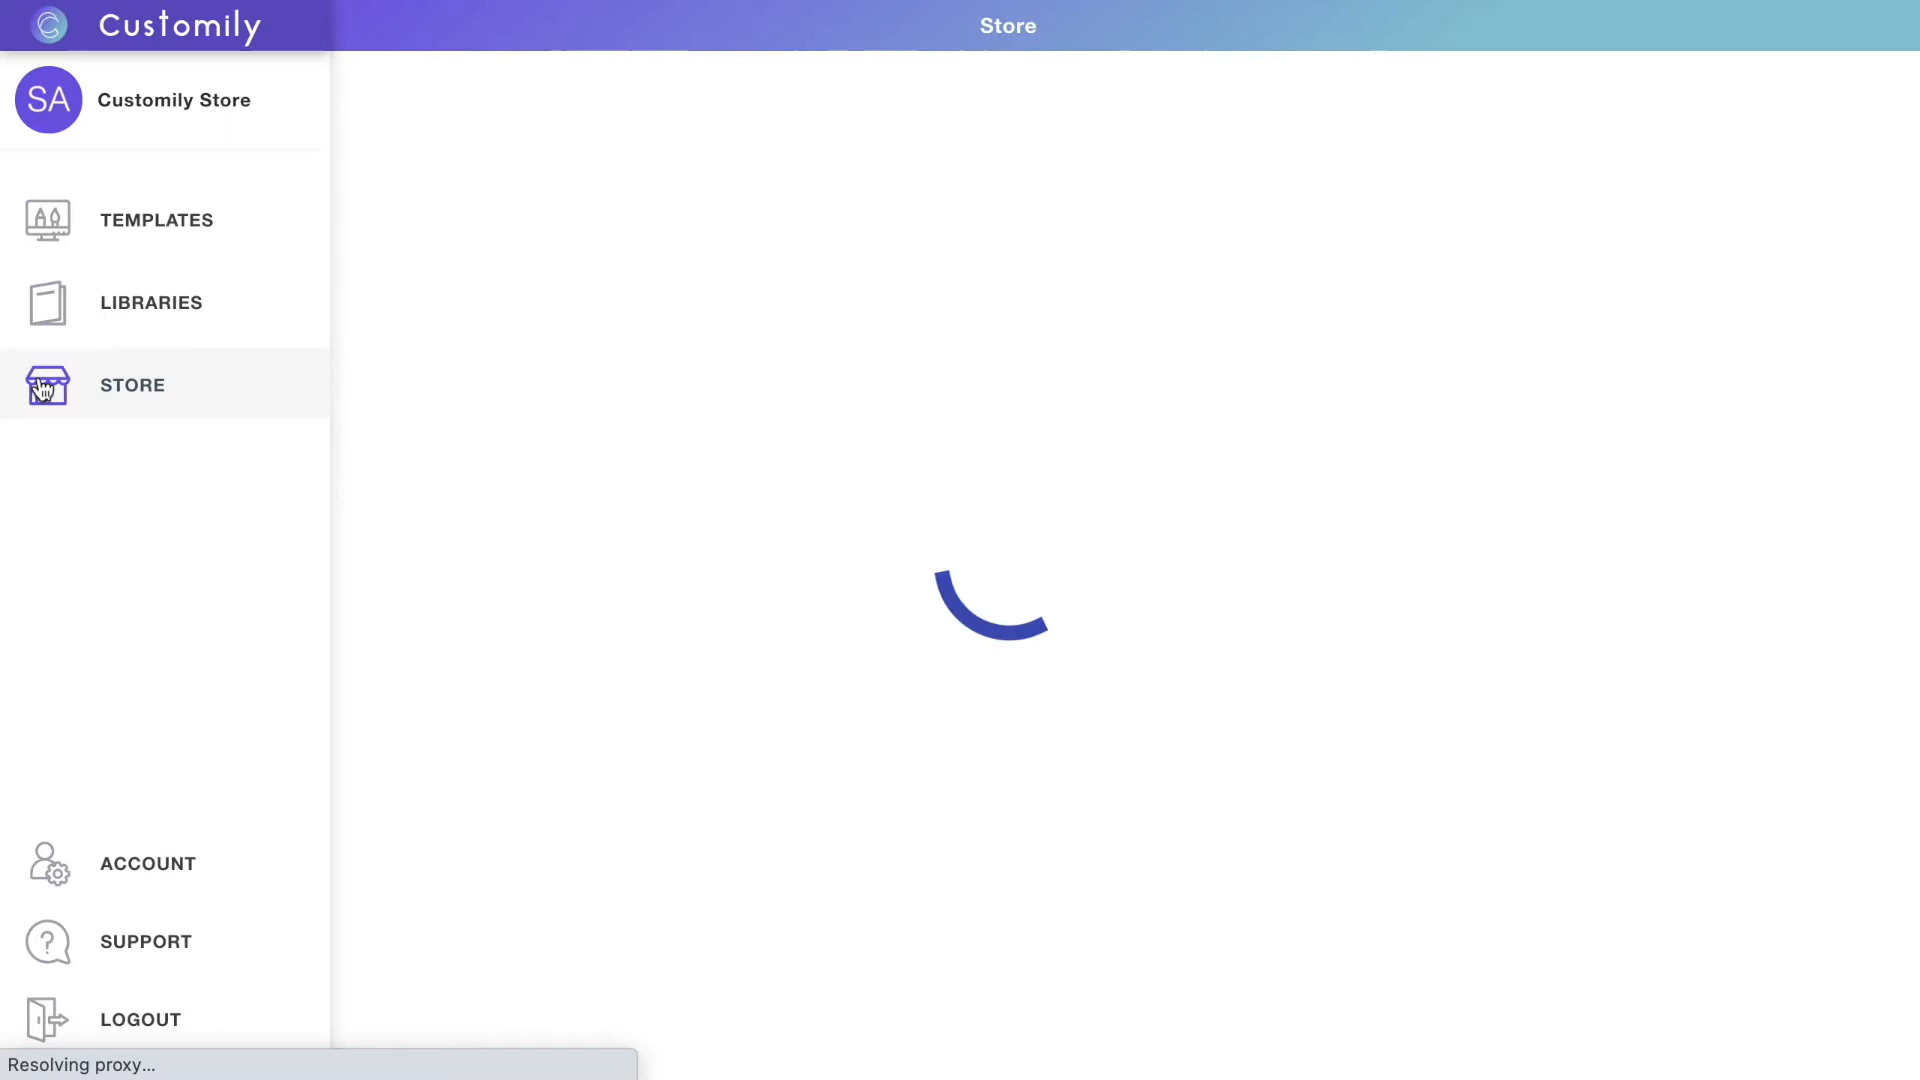 Customily
Store
SA
Customily Store
TEMPLATES
LIBRARIES
STORE
ACCOUNT
SUPPORT
LOGOUT
Resolving proxy...